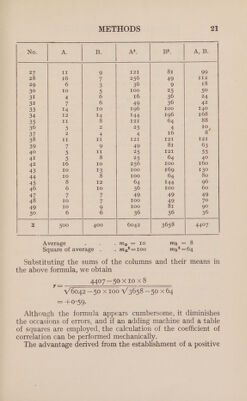 METHODS 21
No. A. B. A². B². A, B.
27 11 9 121 81 99
28 16 7 256 49 112
29 6 3 36 9 18
30 10 5 100 25 50
31 4 6 16 36 24
32 7 6 49 36 42
33 14 10 196 100 140
34 12 14 144 196 168
35 11 8 121 64 88
36 5 2 25 4 10
37 2 4 4 16 8
38 11 11 121 121 121
39 7 9 49 81 63
40 5 11 25 121 55
41 5 8 25 64 40
42 16 10 256 100 160
43 10 13 100 169 130
44 10 8 100 64 80
45 8 12 64 144 96
46 6 10 36 100 60
47 7 7 49 49 49
48 10 7 100 49 70
49 10 9 100 81 90
50 6 6 36 36 36
Σ 500 400 6042 3658 4407
Average . . mₐ = 10 mʙ = 8
Square of average . mₐ²=100 mʙ²=64
Substituting the sums of the columns and their means in
the above formula, we obtain
4407−50×10×8
r=
√6042−50×100 √3658−50×64
=+0·59.
Although the formula appears cumbersome, it diminishes
the occasions of errors, and if an adding machine and a table
of squares are employed, the calculation of the coefficient of
correlation can be performed mechanically.
The advantage derived from the establishment of a positive